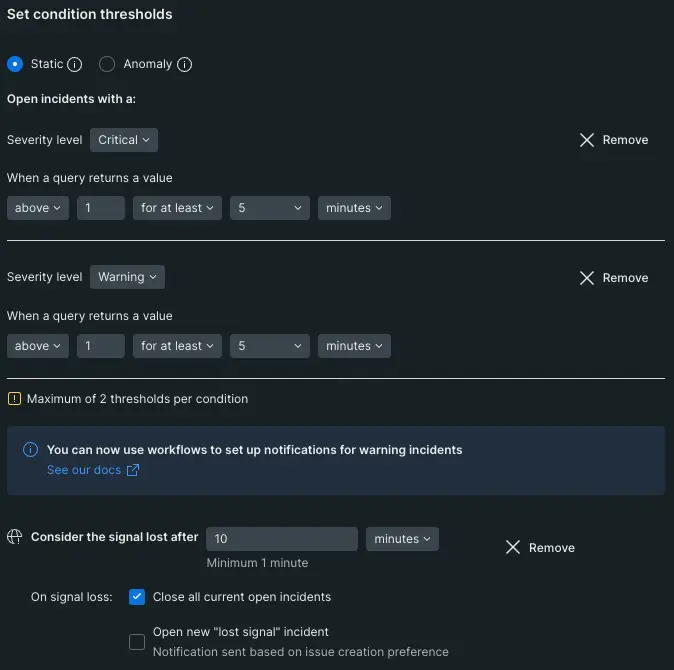 Set condition thresholds
Static Anomaly
Open incidents with a:
Severity level Critical Remove
When a query returns a value
above 1 for at least 5 minutes
Severity level Warning Remove
When a query returns a value
above 1 for at least 5 minutes
Maximum of 2 thresholds per condition
You can now use workflows to set up notifications for warning incidents
See our docs
Consider the signal lost after 10 minutes Remove
Minimum 1 minute
On signal loss: Close all current open incidents
Open new "lost signal" incident
Notification sent based on issue creation preference